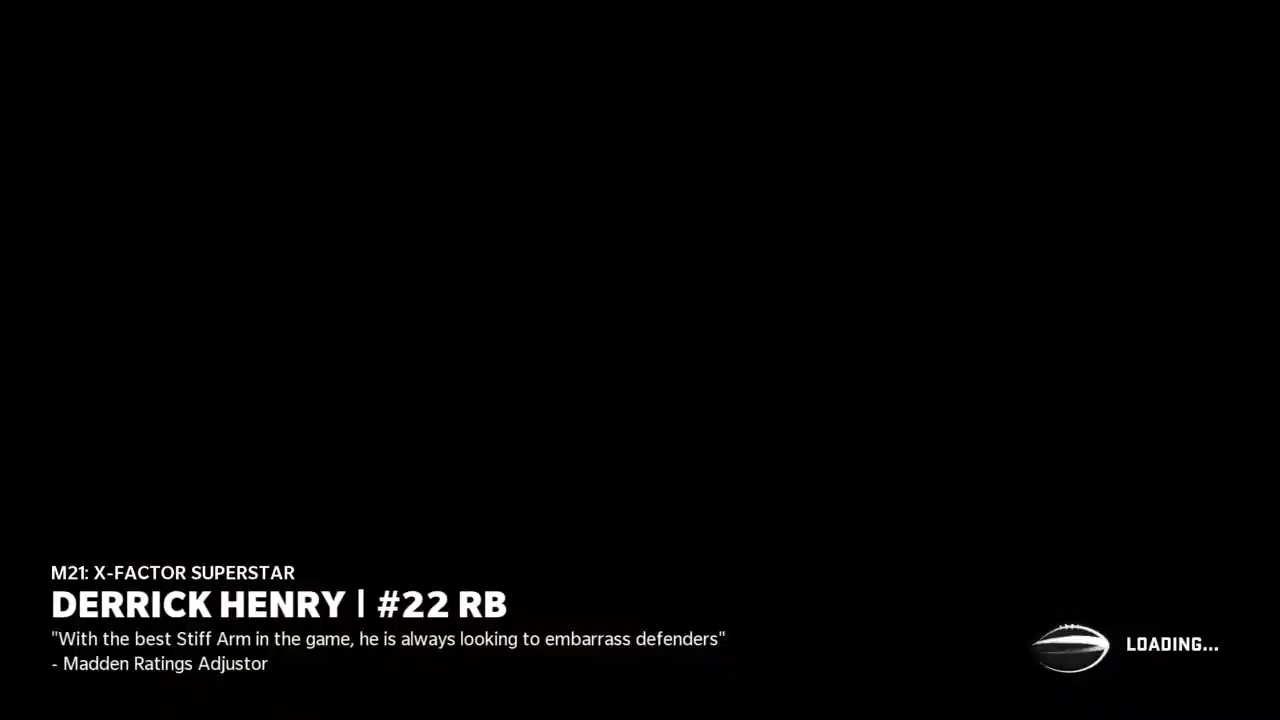 M21: X-FACTOR SUPERSTAR
DERRICK HENRY | #22 RB
"With the best Stiff Arm in the game, he is always looking to embarrass defenders"
- Madden Ratings Adjustor
LOADING...